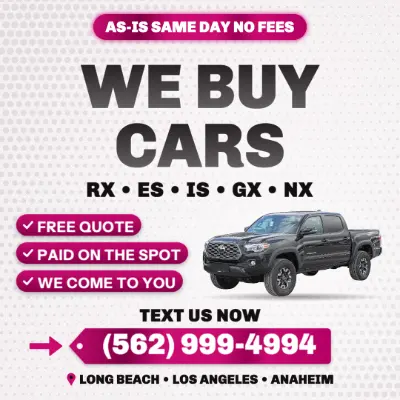 AS-IS SAME DAY NO FEES
WE BUY
CARS
RX • ES • IS • GX • NX
FREE QUOTE
PAID ON THE SPOT
WE COME TO YOU
TEXT US NOW
(562) 999-4994
LONG BEACH • LOS ANGELES • ANAHEIM